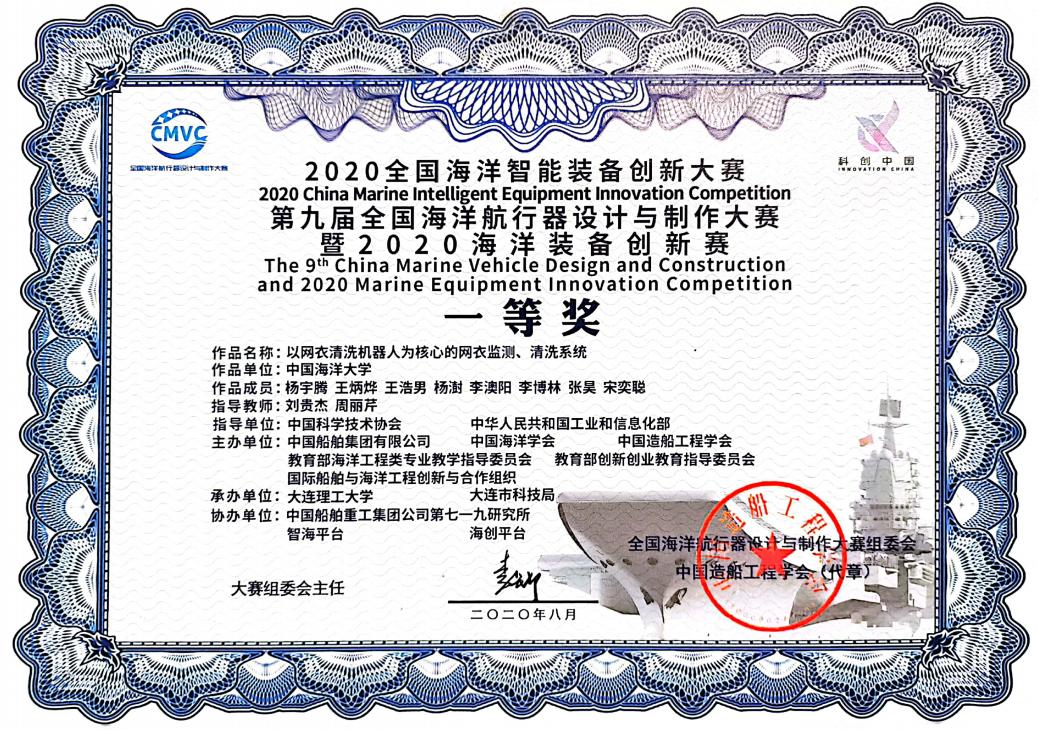 CMVC
全国海洋航行器设计与制作大赛
科创中国
INNOVATION CHINA
2020全国海洋智能装备创新大赛
2020 China Marine Intelligent Equipment Innovation Competition
第九届全国海洋航行器设计与制作大赛
暨2020海洋装备创新赛
The 9th China Marine Vehicle Design and Construction
and 2020 Marine Equipment Innovation Competition
一等奖
作品名称：以网衣清洗机器人为核心的网衣监测、清洗系统
作品单位：中国海洋大学
作品成员：杨宇腾 王炳烨 王浩男 杨澍 李澳阳 李博林 张昊 宋奕聪
指导教师：刘贵杰 周丽芹
指导单位：中国科学技术协会 中华人民共和国工业和信息化部
主办单位：中国船舶集团有限公司 中国海洋学会 中国造船工程学会
教育部海洋工程类专业教学指导委员会 教育部创新创业教育指导委员会
国际船舶与海洋工程创新与合作组织
承办单位：大连理工大学 大连市科技局
协办单位：中国船舶重工集团公司第七一九研究所
智海平台 海创平台
全国海洋航行器设计与制作大赛组委会
中国造船工程学会（代章）
大赛组委会主任
二〇二〇年八月